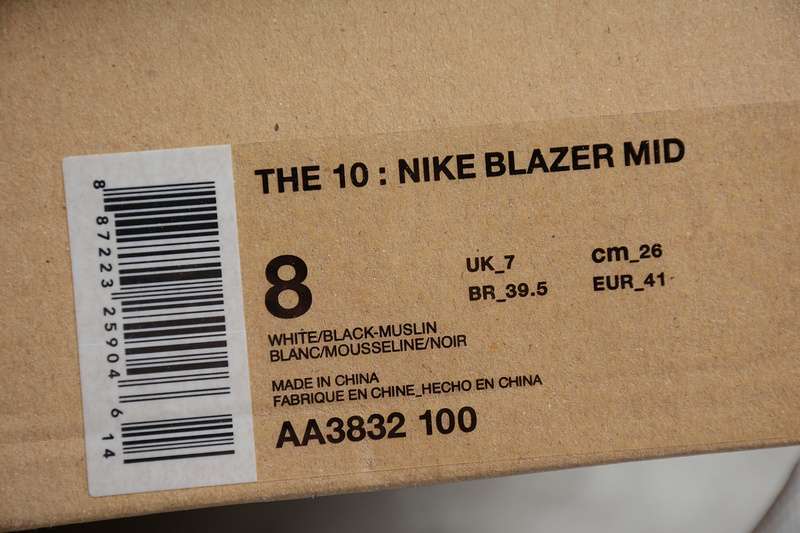 THE 10 : NIKE BLAZER MID
8
UK_7
cm_26
BR_39.5
EUR_41
WHITE/BLACK-MUSLIN
BLANC/MOUSSELINE/NOIR
MADE IN CHINA
FABRIQUE EN CHINE_HECHO EN CHINA
AA3832 100
8 87223 25904 6 14